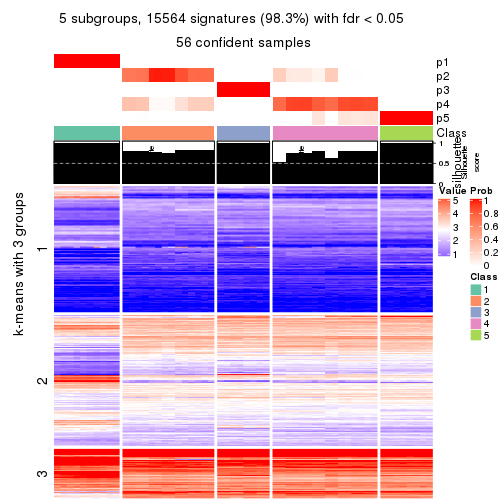 5 subgroups, 15564 signatures (98.3%) with fdr < 0.05
56 confident samples
p1
p2
p3
p4
p5
Class
1
0.5
0
silhouette
Silhouette
score
k-means with 3 groups
1
2
3
Value
5
4
3
2
1
Prob
1
0.8
0.6
0.4
0.2
0
Class
1
2
3
4
5